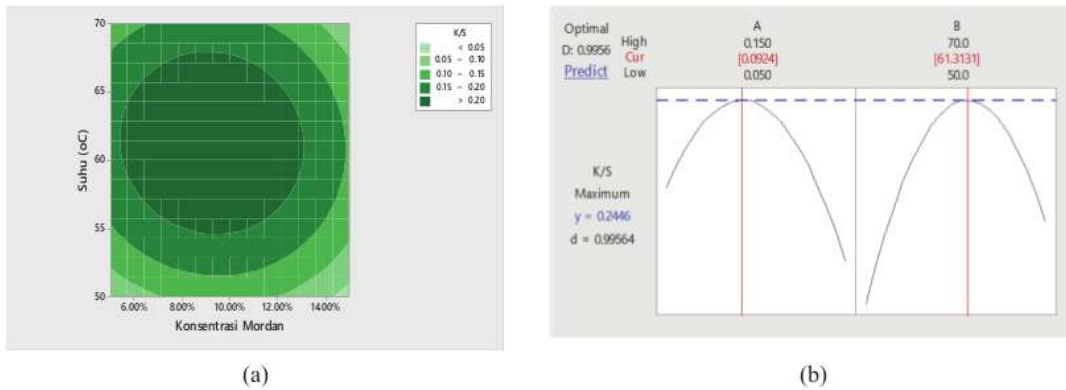 70
65
60
55
50
Suhu (oC)
6.00% 8.00% 10.00% 12.00% 14.00%
Konsentrasi Mordan
K/S
< 0.05
0.05 – 0.10
0.10 – 0.15
0.15 – 0.20
> 0.20
(a)
Optimal
D: 0.9956
Predict
High
Cur
Low
A
0.150
[0.0924]
0.050
B
70.0
[61.3131]
50.0
K/S
Maximum
y = 0.2446
d = 0.99564
(b)